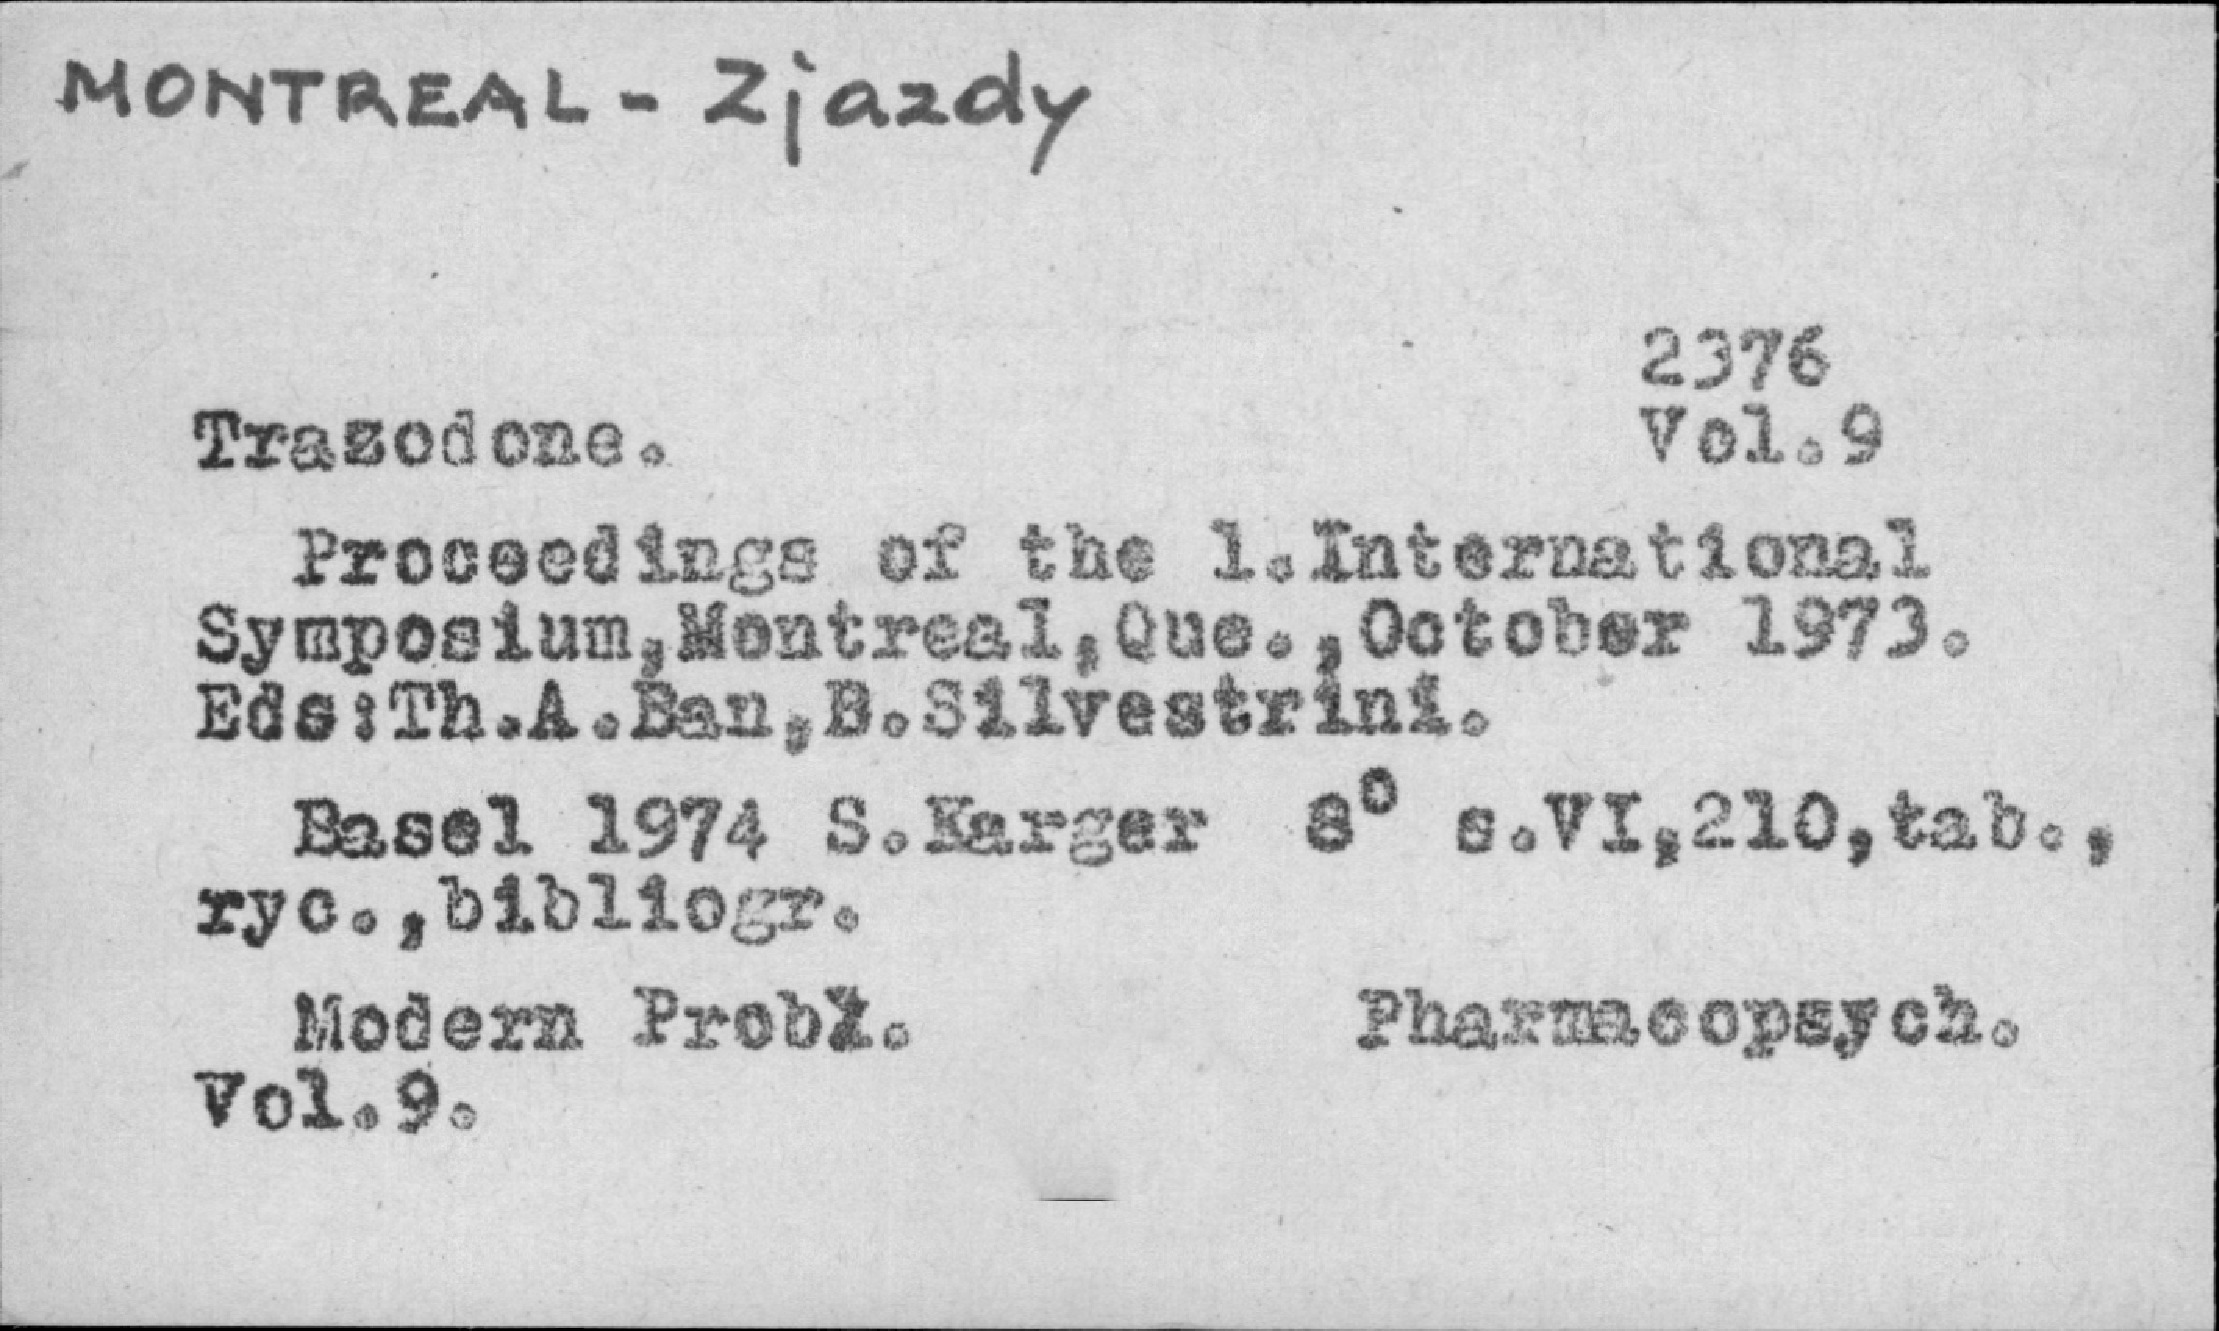 MONTREAL - Zjazdy
2376
Vol.9
Trazodone.
Proceedings of the 1.International
Symposium,Montreal,Que.,October 1973.
Eds:Th.A.Ban,B.Silvestrini.
Basel 1974 S.Karger 8° s.VI,210,tab.,
ryc.,bibliogr.
Modern Probl. Pharmacopsych.
Vol.9.